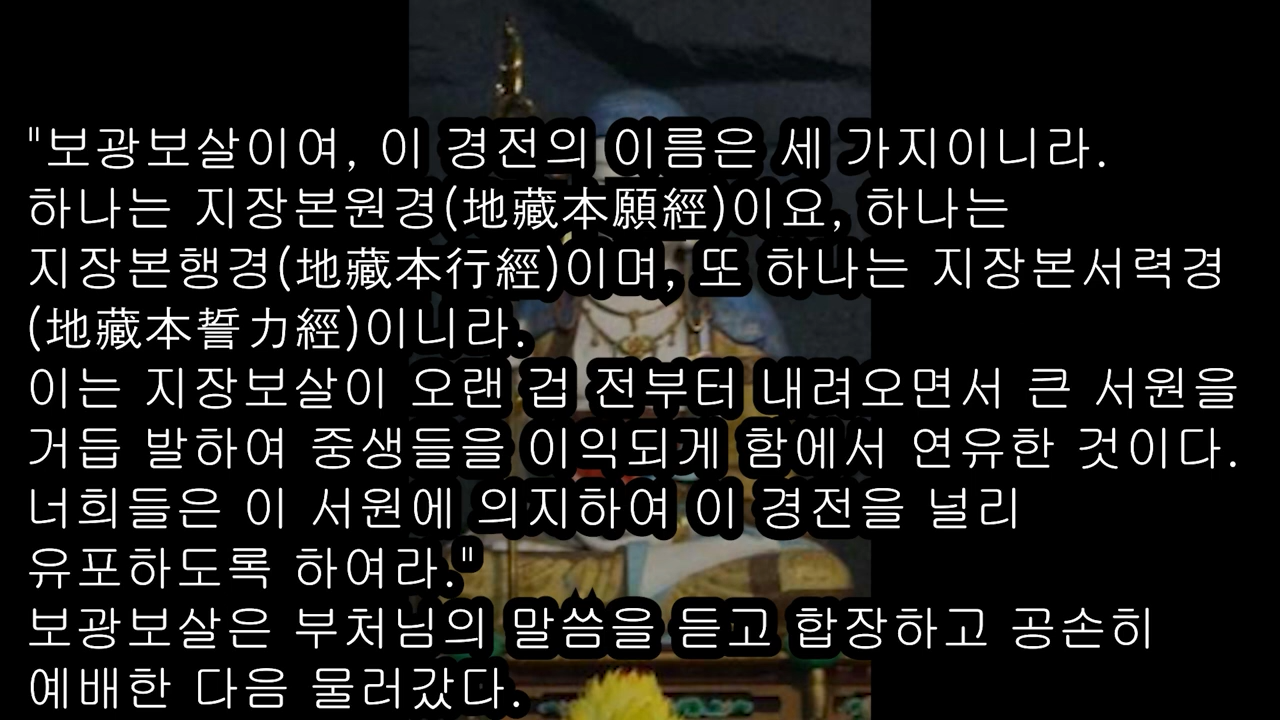 "보광보살이여, 이 경전의 이름은 세 가지이니라.
하나는 지장본원경(地藏本願經)이요, 하나는
지장본행경(地藏本行經)이며, 또 하나는 지장본서력경
(地藏本誓力經)이니라.
이는 지장보살이 오랜 겁 전부터 내려오면서 큰 서원을
거듭 발하여 중생들을 이익되게 함에서 연유한 것이다.
너희들은 이 서원에 의지하여 이 경전을 널리
유포하도록 하여라."
보광보살은 부처님의 말씀을 듣고 합장하고 공손히
예배한 다음 물러갔다.